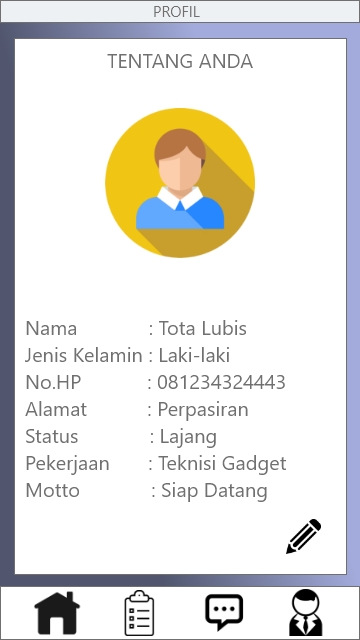 PROFIL
TENTANG ANDA
Nama : Tota Lubis
Jenis Kelamin : Laki-laki
No.HP : 081234324443
Alamat : Perpasiran
Status : Lajang
Pekerjaan : Teknisi Gadget
Motto : Siap Datang